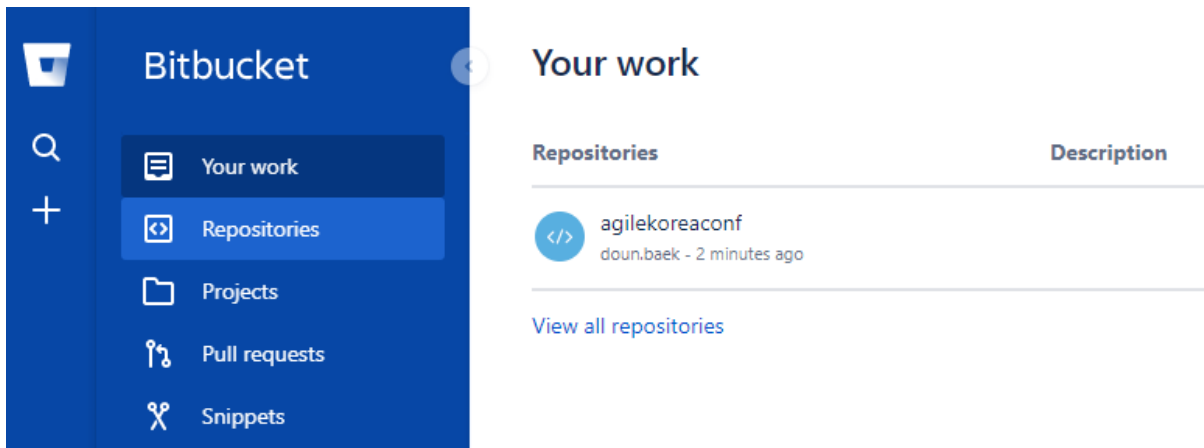 Bitbucket
Your work
Repositories
Projects
Pull requests
Snippets
Your work
Repositories Description
agilekoreaconf
doun.baek - 2 minutes ago
View all repositories